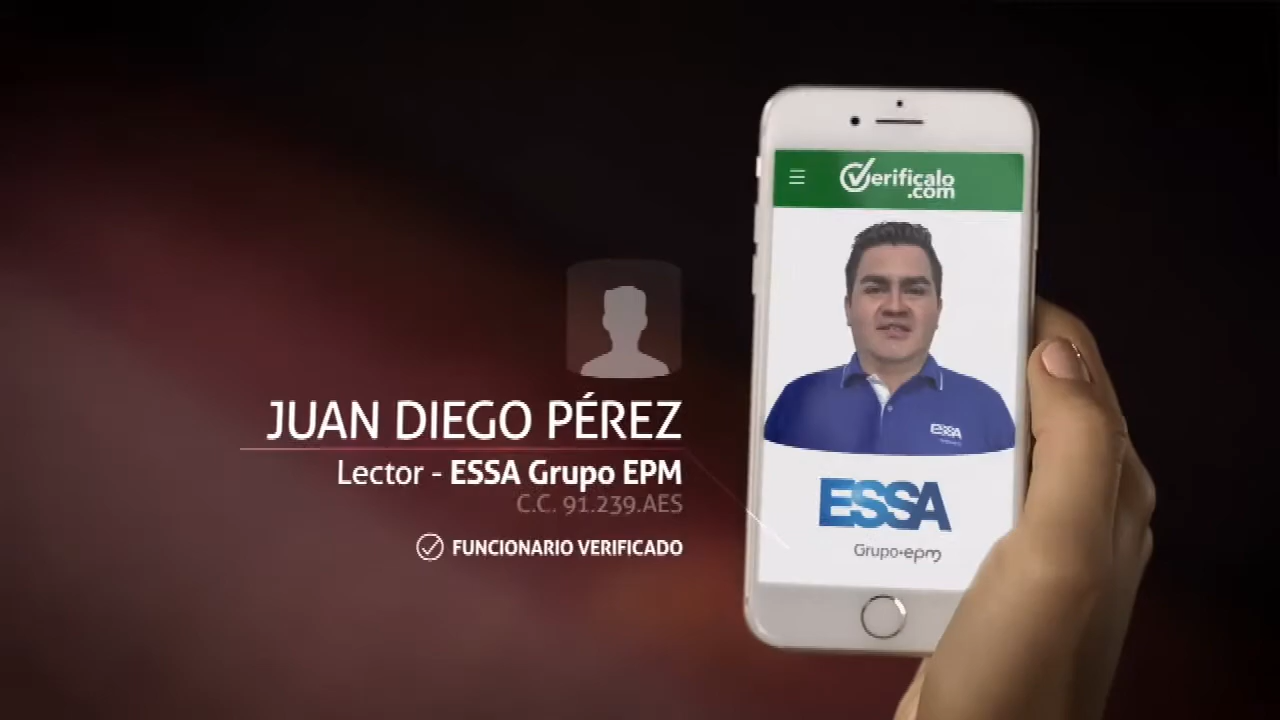 JUAN DIEGO PÉREZ
Lector - ESSA Grupo EPM
C.C. 91.239.AES
FUNCIONARIO VERIFICADO
Verificalo
.com
ESSA
ESSA
Grupo·epm